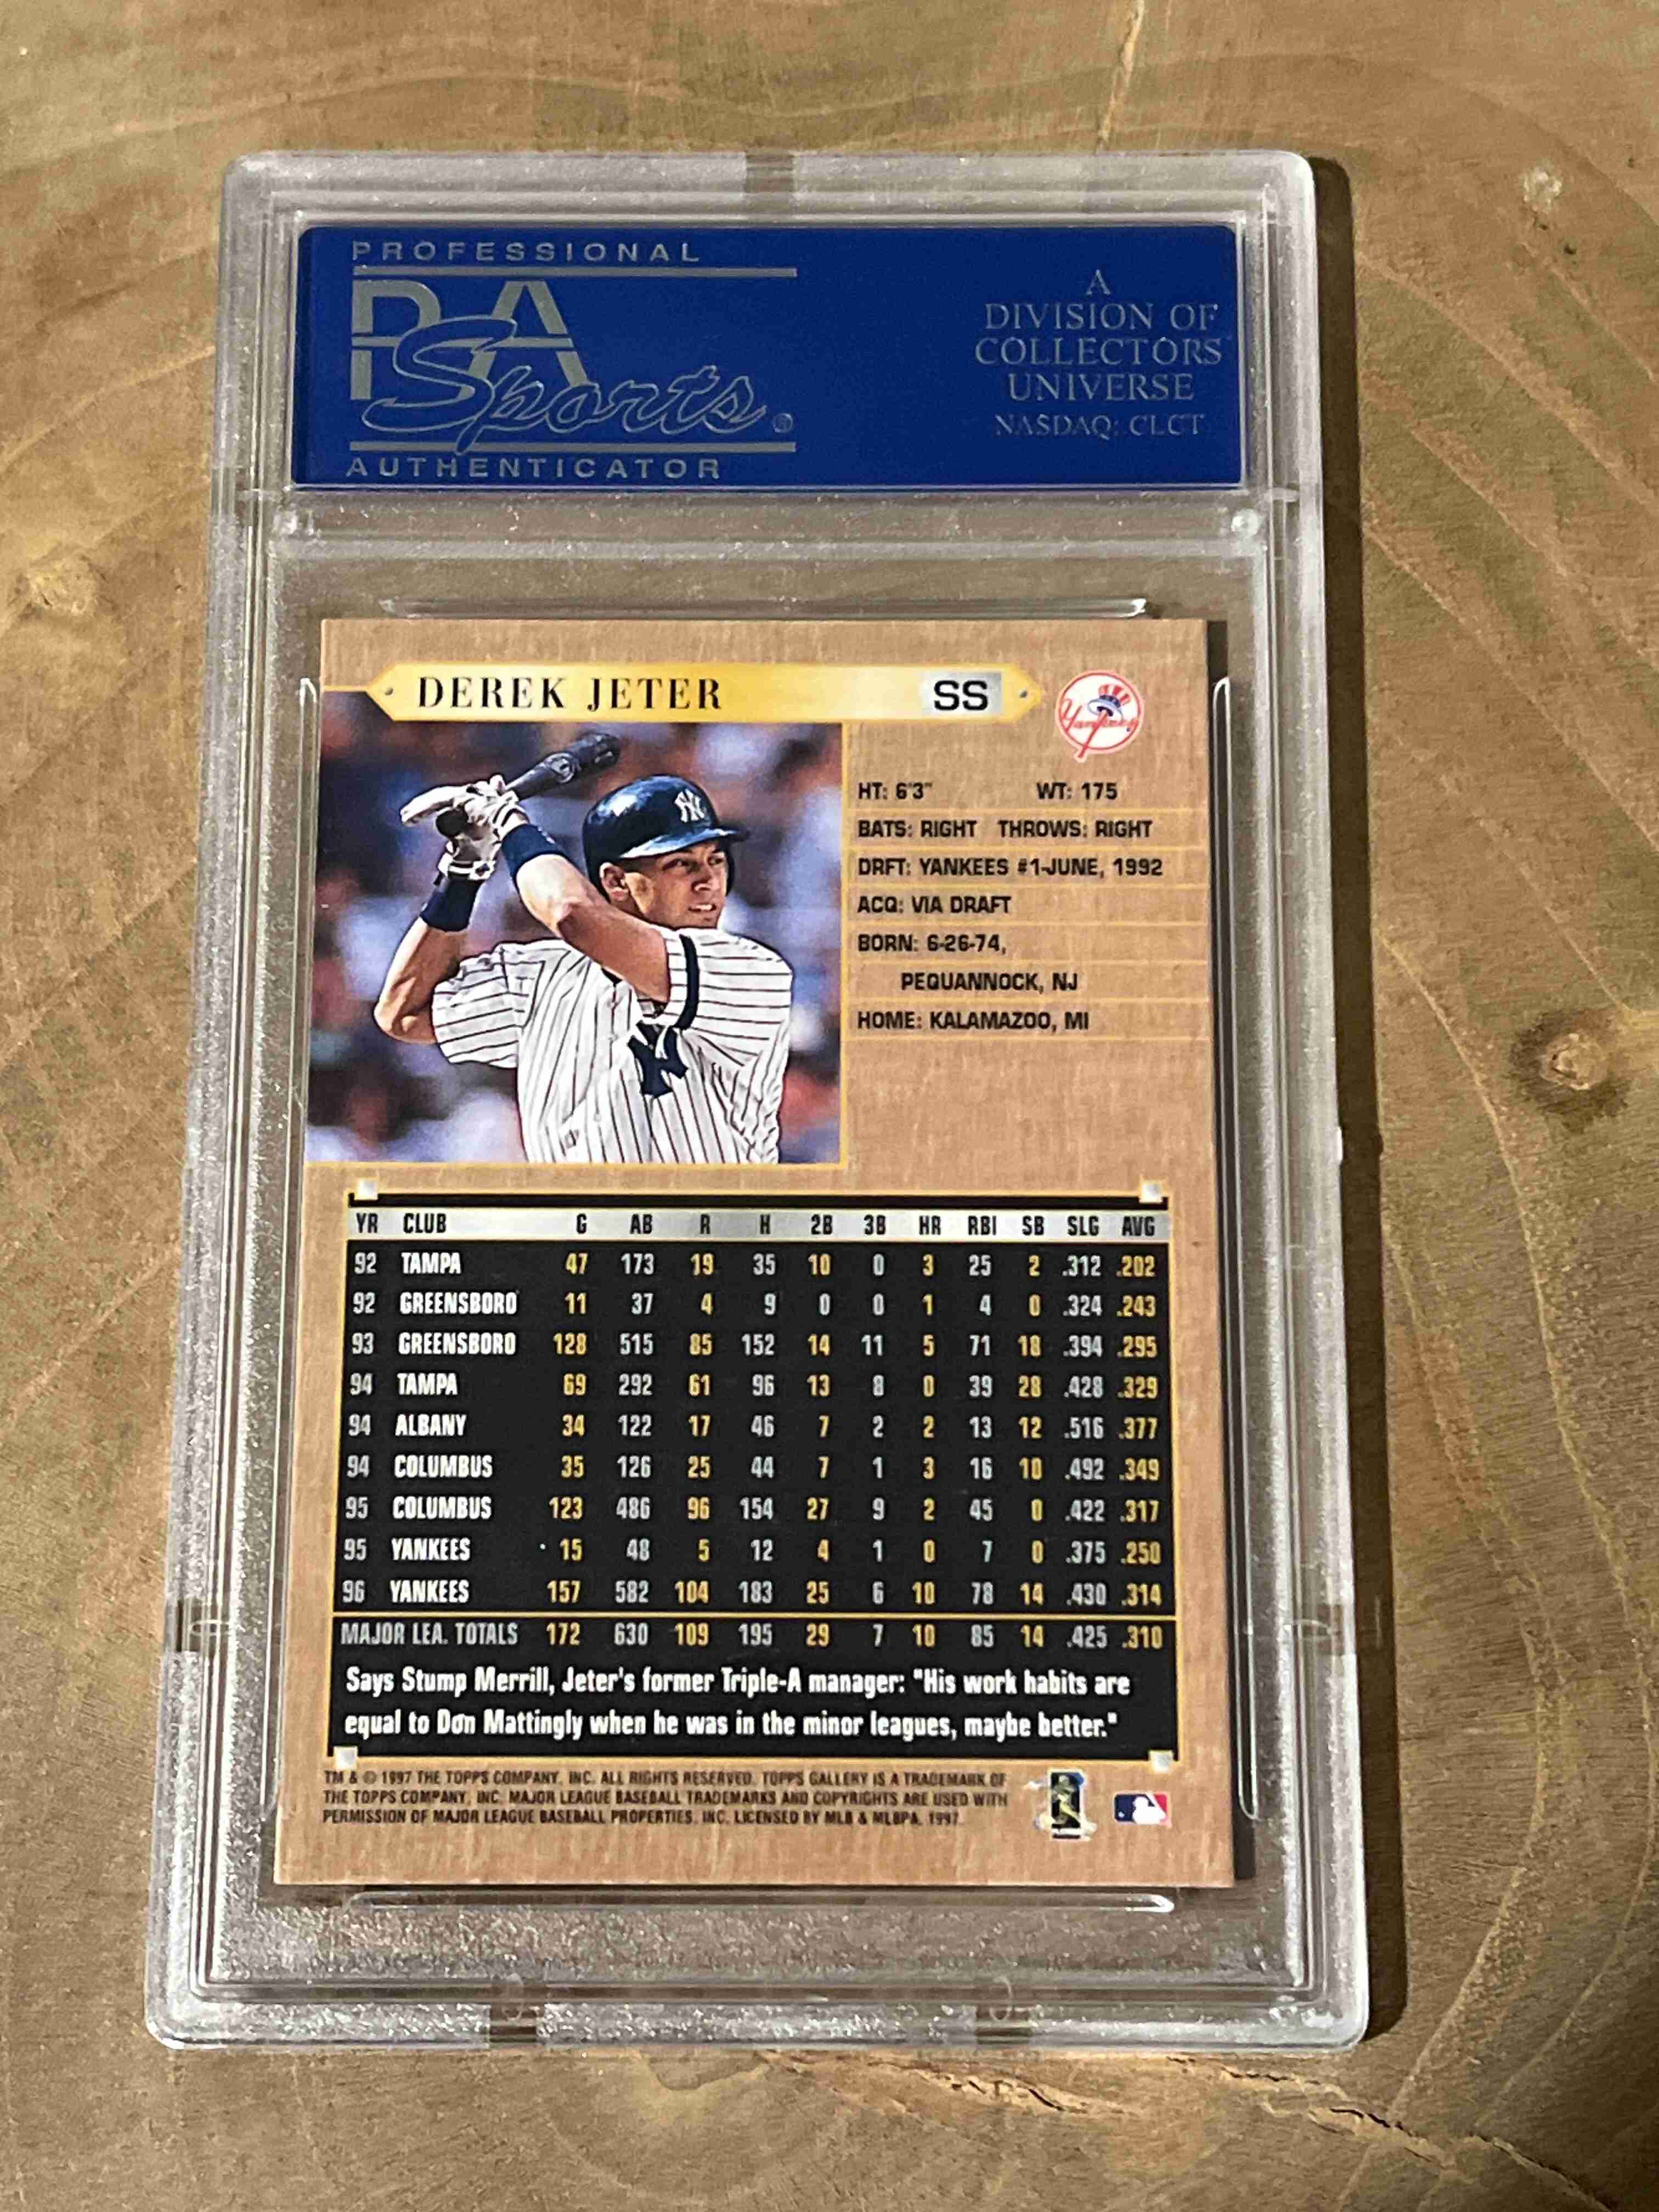 PROFESSIONAL
PSA
Sports®
AUTHENTICATOR
A
DIVISION OF
COLLECTORS
UNIVERSE
NASDAQ: CLCT
DEREK JETER SS
Yankees
NY
NY
HT: 6'3" WT: 175
BATS: RIGHT THROWS: RIGHT
DRFT: YANKEES #1-JUNE, 1992
ACQ: VIA DRAFT
BORN: 6-26-74,
PEQUANNOCK, NJ
HOME: KALAMAZOO, MI
YR CLUB G AB R H 2B 3B HR RBI SB SLG AVG
92 TAMPA 47 173 19 35 10 0 3 25 2 .312 .202
92 GREENSBORO 11 37 4 9 0 0 1 4 0 .324 .243
93 GREENSBORO 128 515 85 152 14 11 5 71 18 .394 .295
94 TAMPA 69 292 61 96 13 8 0 39 28 .428 .329
94 ALBANY 34 122 17 46 7 2 2 13 12 .516 .377
94 COLUMBUS 35 126 25 44 7 1 3 16 10 .492 .349
95 COLUMBUS 123 486 96 154 27 9 2 45 0 .422 .317
95 YANKEES 15 48 5 12 4 1 0 7 0 .375 .250
96 YANKEES 157 582 104 183 25 6 10 78 14 .430 .314
MAJOR LEA. TOTALS 172 630 109 195 29 7 10 85 14 .425 .310
Says Stump Merrill, Jeter's former Triple-A manager: "His work habits are
equal to Don Mattingly when he was in the minor leagues, maybe better."
TM & © 1997 THE TOPPS COMPANY, INC. ALL RIGHTS RESERVED. TOPPS GALLERY IS A TRADEMARK OF
THE TOPPS COMPANY, INC. MAJOR LEAGUE BASEBALL TRADEMARKS AND COPYRIGHTS ARE USED WITH
PERMISSION OF MAJOR LEAGUE BASEBALL PROPERTIES, INC. LICENSED BY MLB & MLBPA, 1997